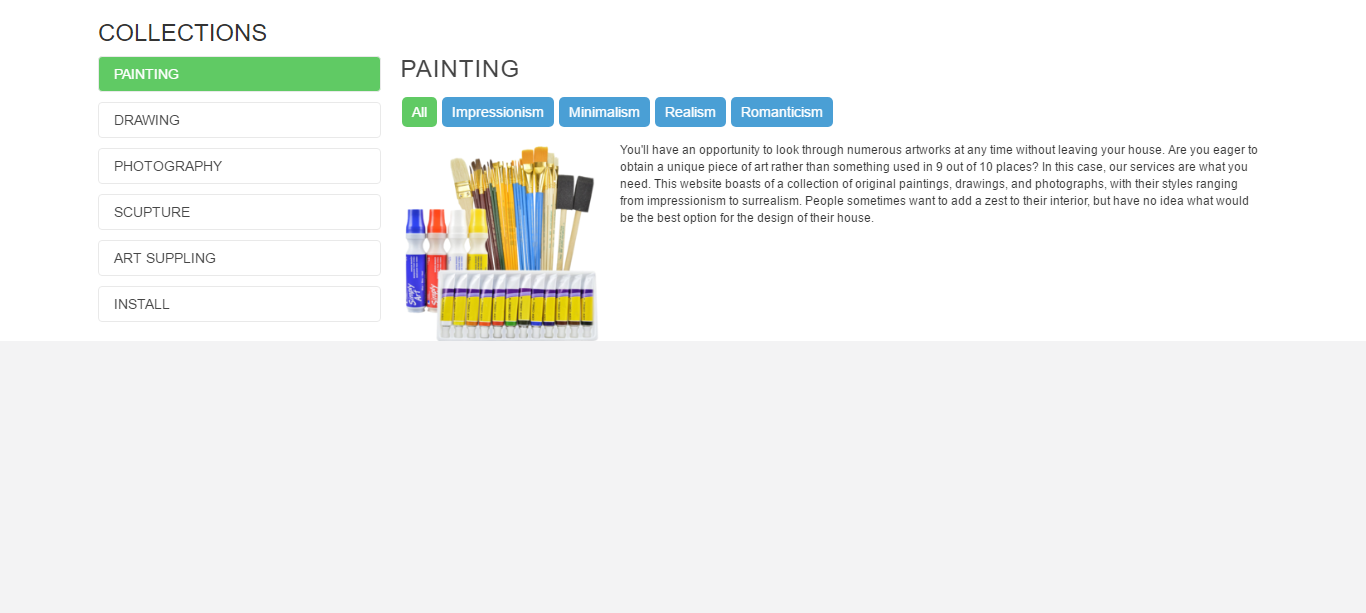 COLLECTIONS
PAINTING
DRAWING
PHOTOGRAPHY
SCUPTURE
ART SUPPLING
INSTALL
PAINTING
All Impressionism Minimalism Realism Romanticism
You'll have an opportunity to look through numerous artworks at any time without leaving your house. Are you eager to
obtain a unique piece of art rather than something used in 9 out of 10 places? In this case, our services are what you
need. This website boasts of a collection of original paintings, drawings, and photographs, with their styles ranging
from impressionism to surrealism. People sometimes want to add a zest to their interior, but have no idea what would
be the best option for the design of their house.
Simply
Art
Simply